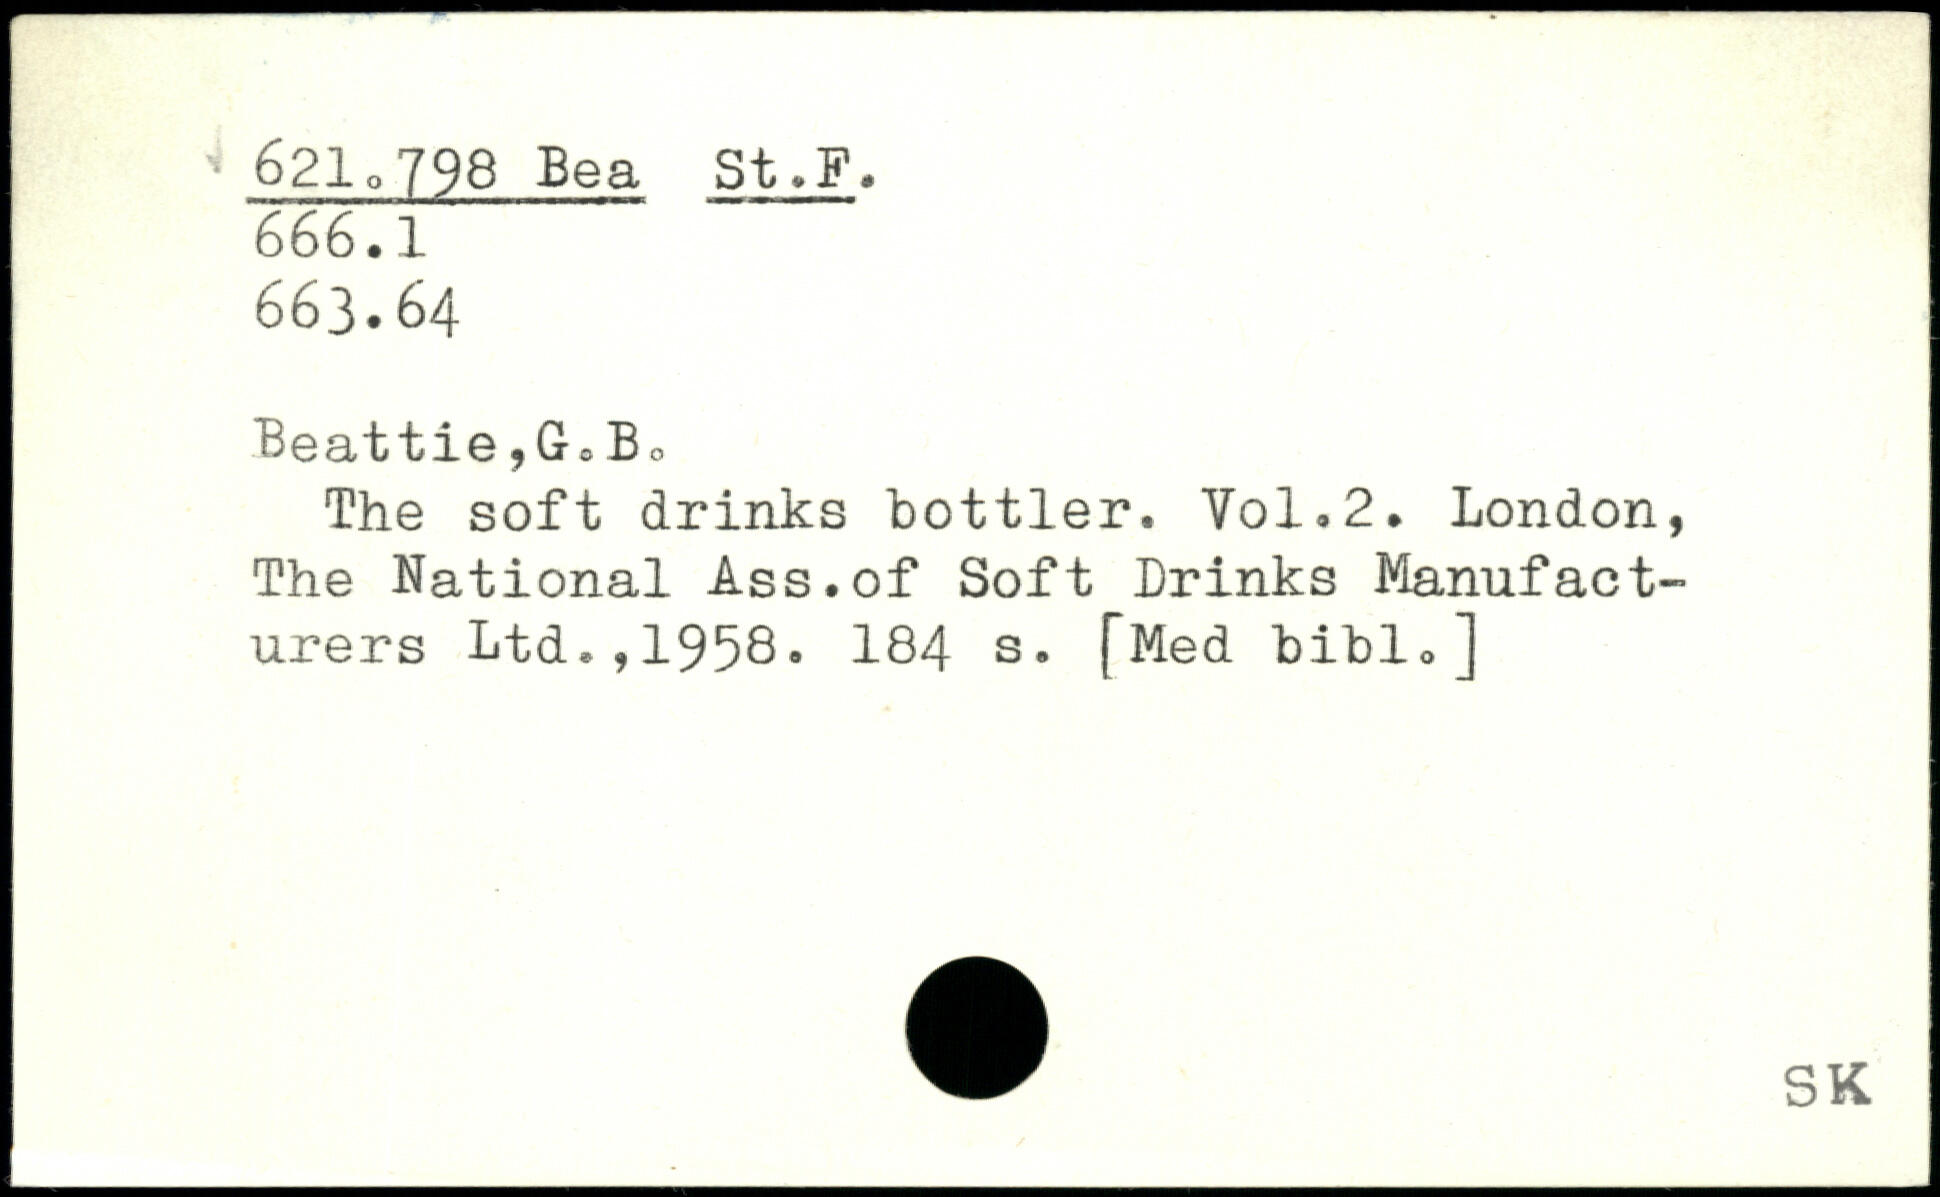 621.798 Bea St.F.
666.1
663.64
Beattie,G.B.
The soft drinks bottler. Vol.2. London,
The National Ass.of Soft Drinks Manufact-
urers Ltd.,1958. 184 s. [Med bibl.]
SK